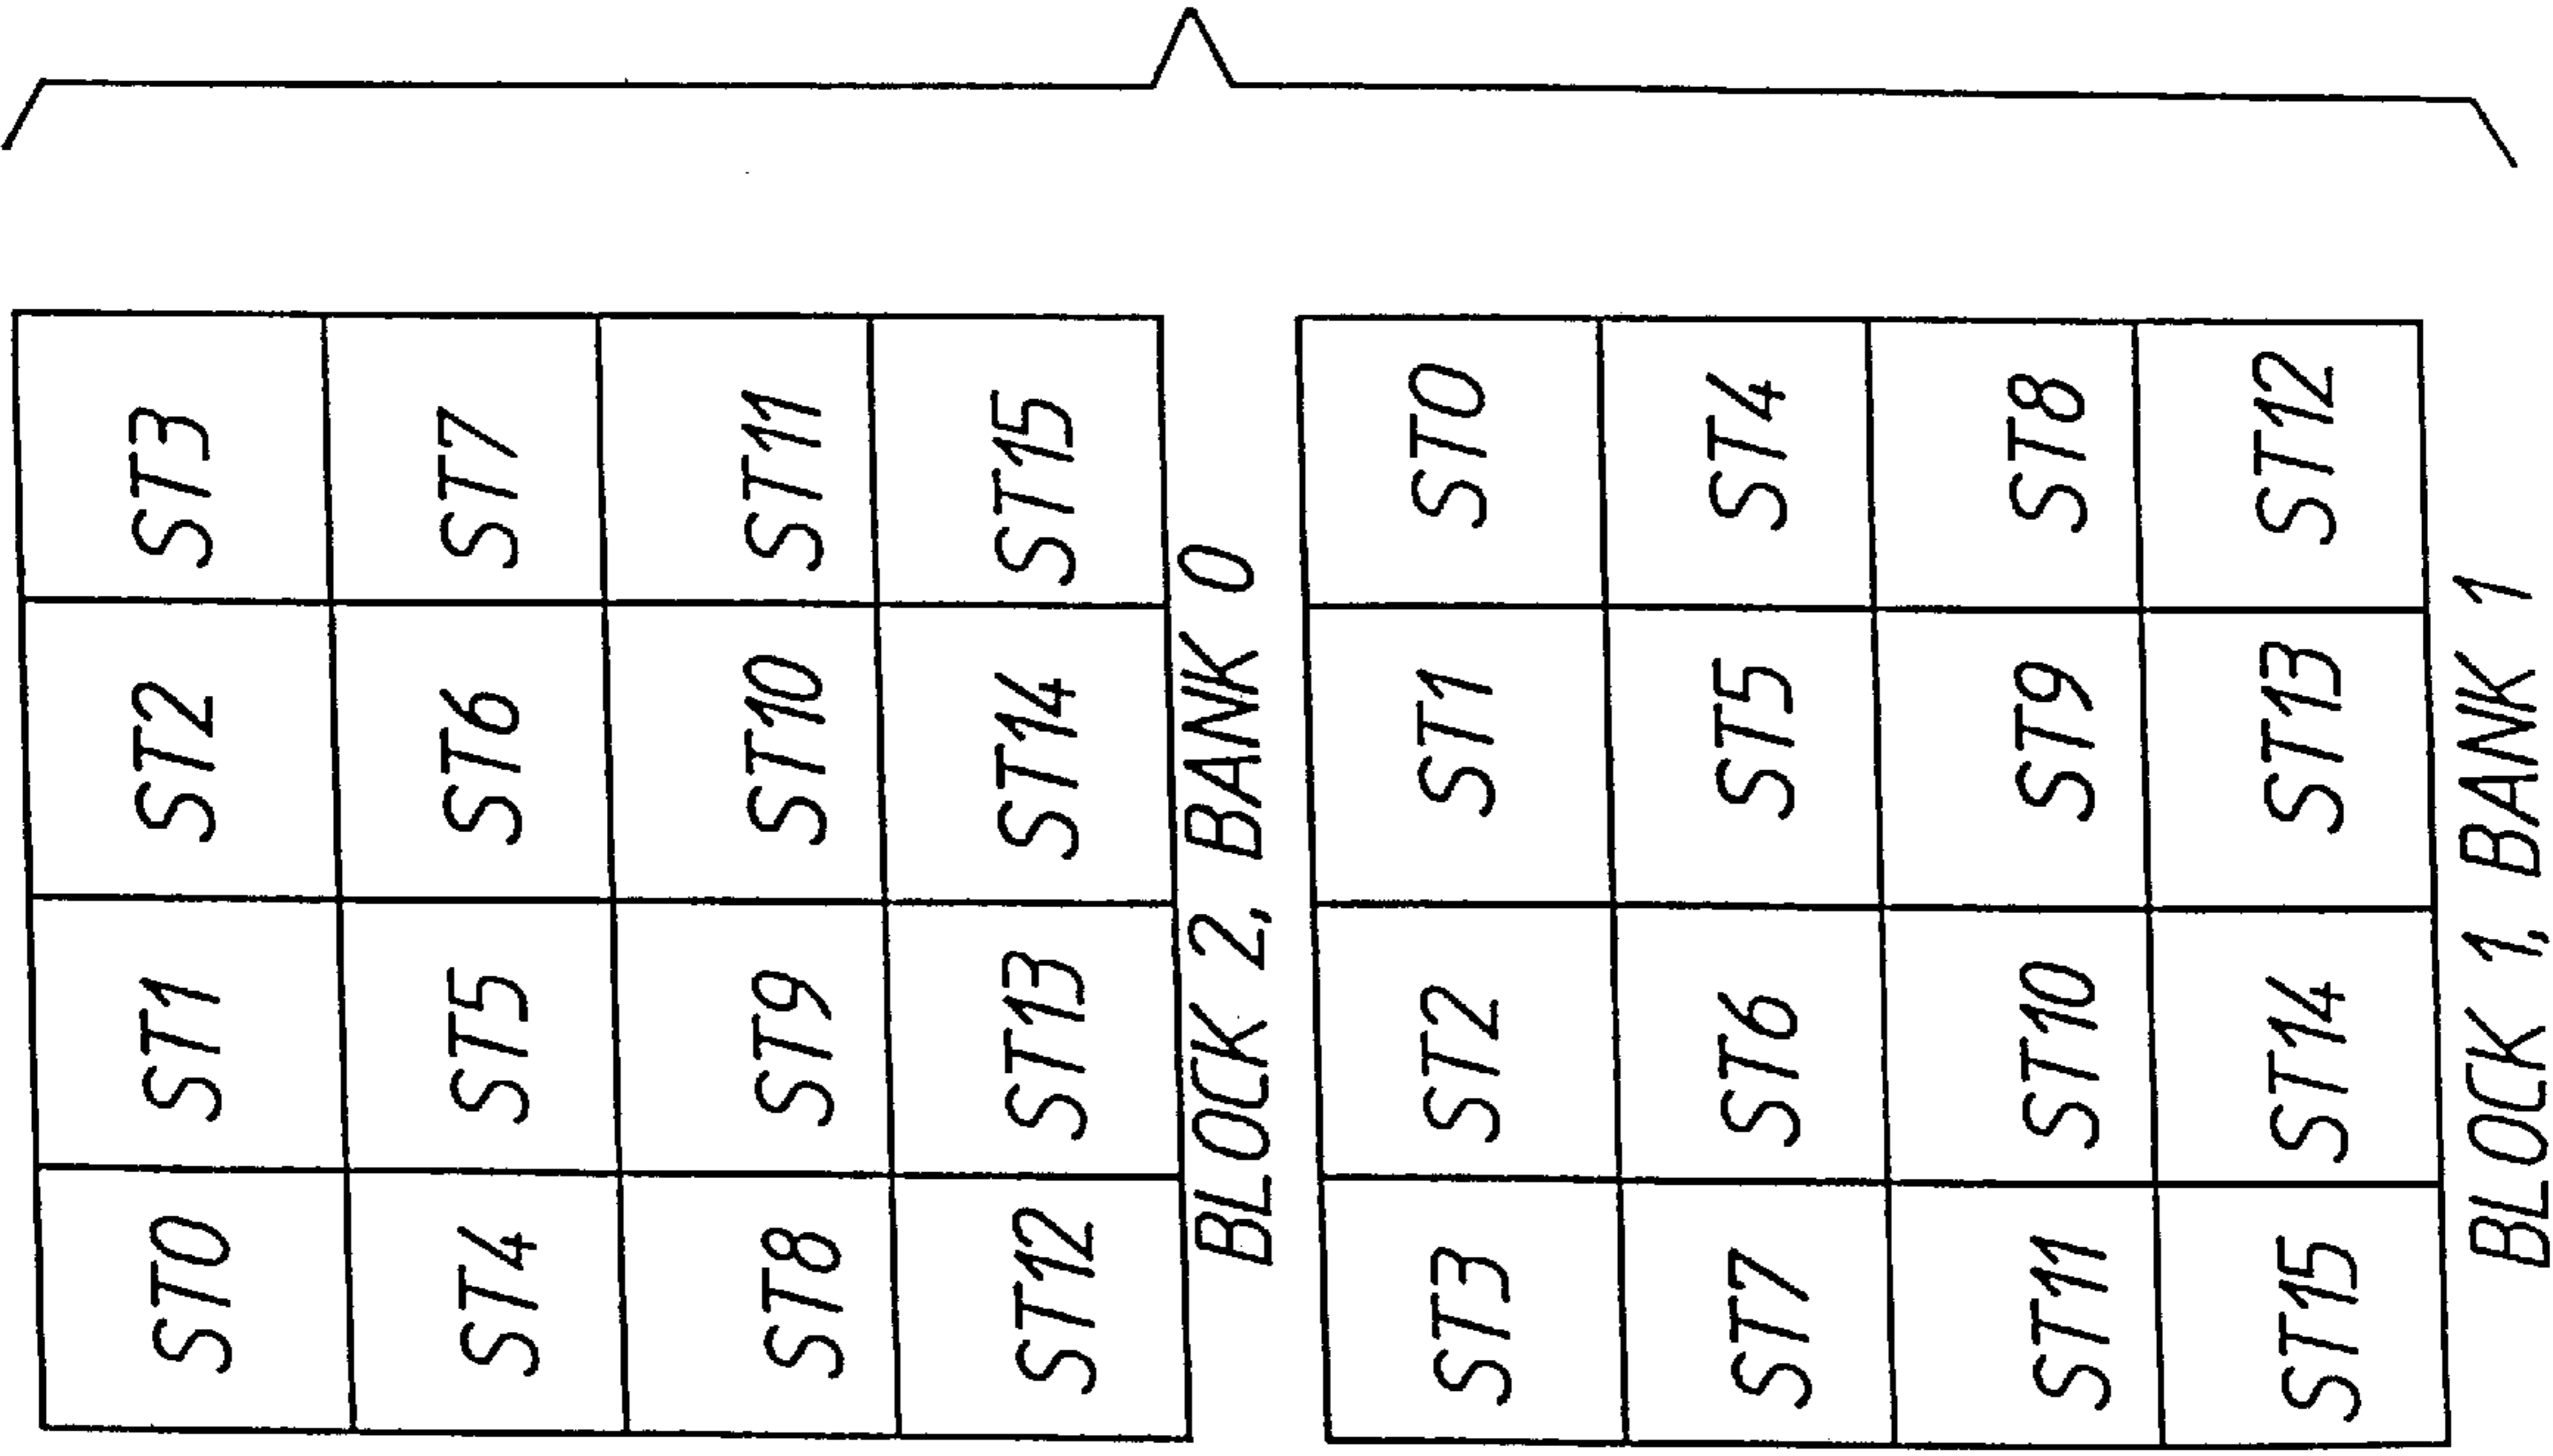 ST0 ST1 ST2 ST3
ST4 ST5 ST6 ST7
ST8 ST9 ST10 ST11
ST12 ST13 ST14 ST15
BLOCK 2, BANK 0
ST3 ST2 ST1 ST0
ST7 ST6 ST5 ST4
ST11 ST10 ST9 ST8
ST15 ST14 ST13 ST12
BLOCK 1, BANK 1